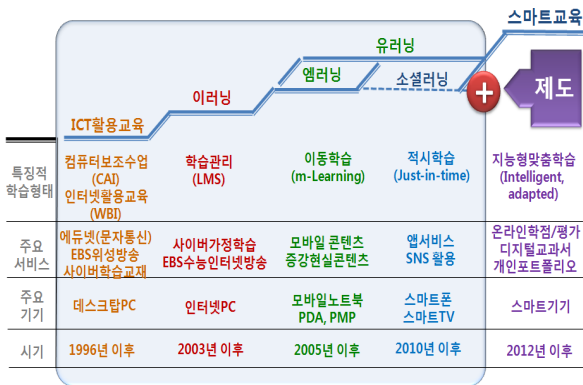 스마트교육
유러닝
엠러닝
소셜러닝
제도
+
이러닝
ICT활용교육
특징적
학습형태
컴퓨터보조수업
(CAI)
인터넷활용교육
(WBI)
학습관리
(LMS)
이동학습
(m-Learning)
적시학습
(Just-in-time)
지능형맞춤학습
(Intelligent,
adapted)
주요
서비스
에듀넷(문자통신)
EBS위성방송
사이버학습교재
사이버가정학습
EBS수능인터넷방송
모바일 콘텐츠
증강현실콘텐츠
앱서비스
SNS 활용
온라인학점/평가
디지털교과서
개인포트폴리오
주요
기기
데스크탑PC
인터넷PC
모바일노트북
PDA, PMP
스마트폰
스마트TV
스마트기기
시기
1996년 이후
2003년 이후
2005년 이후
2010년 이후
2012년 이후